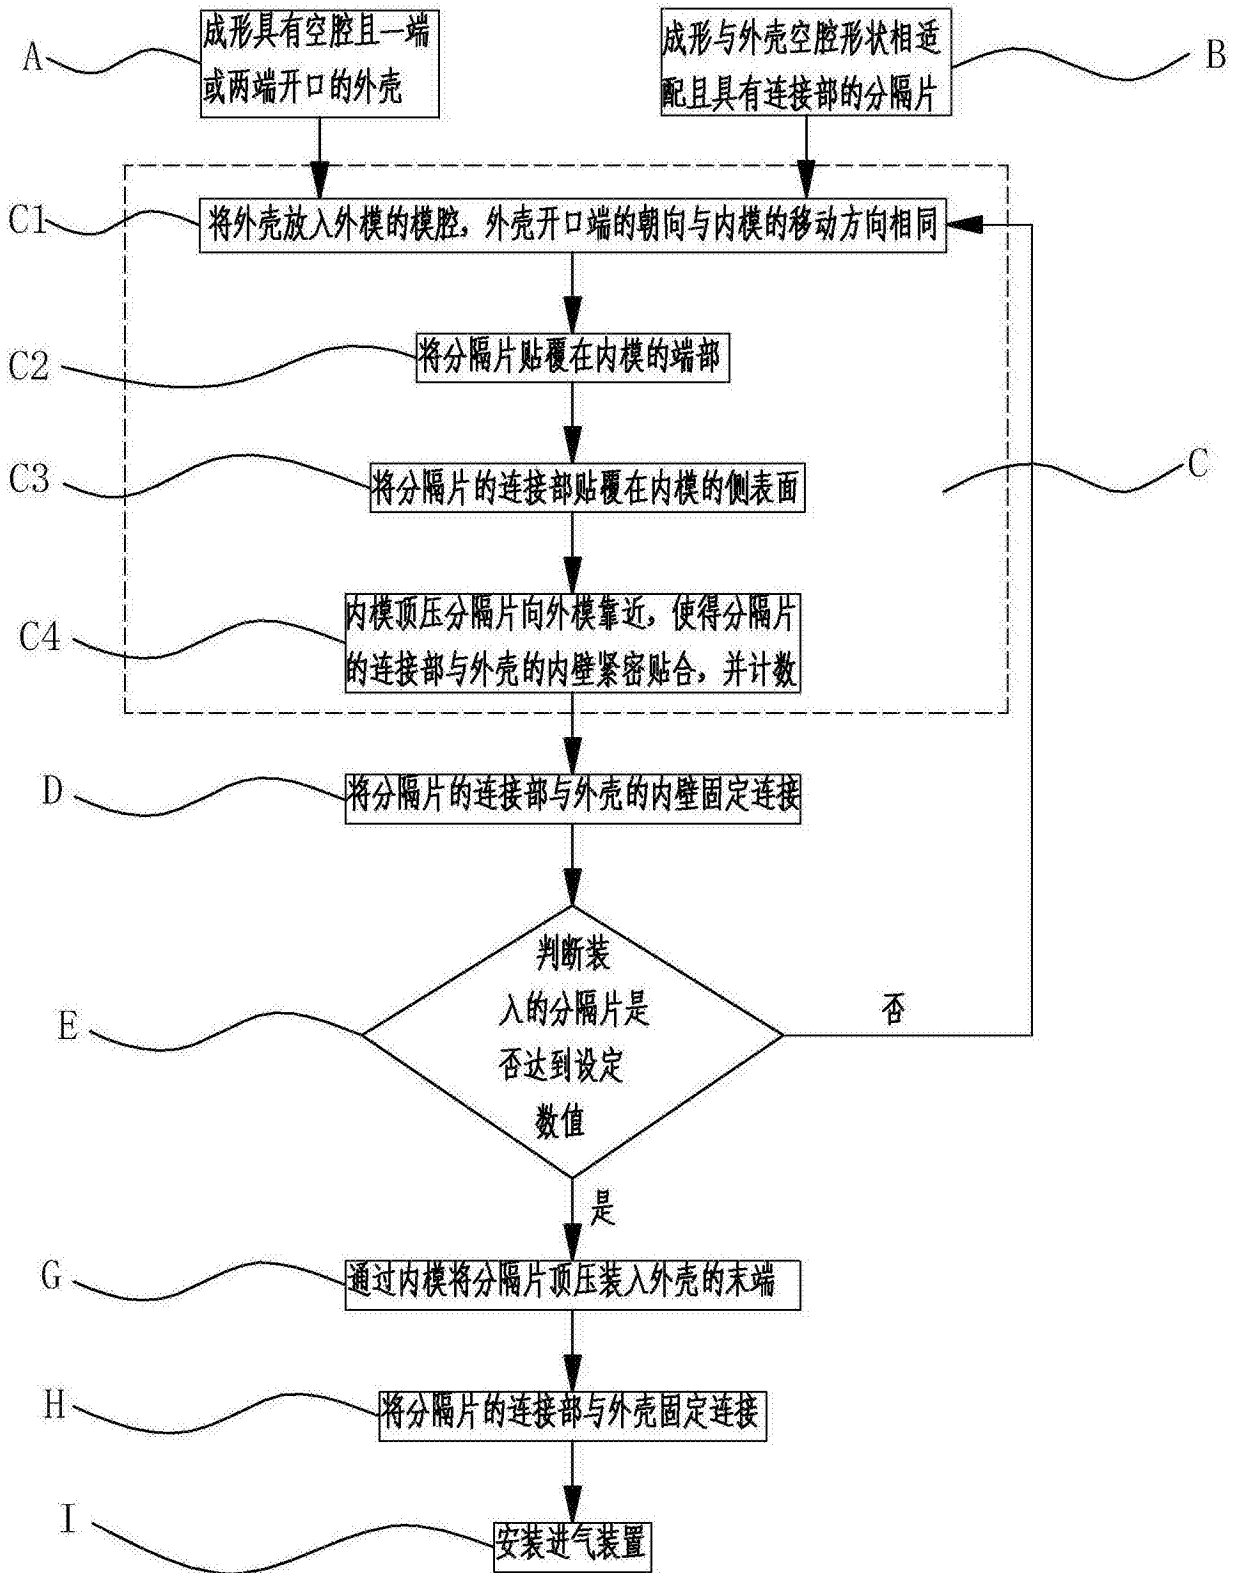 A
成形具有空腔且一端
或两端开口的外壳
成形与外壳空腔形状相适
配且具有连接部的分隔片
B
C1
将外壳放入外模的模腔，外壳开口端的朝向与内模的移动方向相同
C2
将分隔片贴覆在内模的端部
C3
将分隔片的连接部贴覆在内模的侧表面
C
C4
内模顶压分隔片向外模靠近，使得分隔片
的连接部与外壳的内壁紧密贴合，并计数
D
将分隔片的连接部与外壳的内壁固定连接
E
判断装
入的分隔片是
否达到设定
数值
否
是
G
通过内模将分隔片顶压装入外壳的末端
H
将分隔片的连接部与外壳固定连接
I
安装进气装置